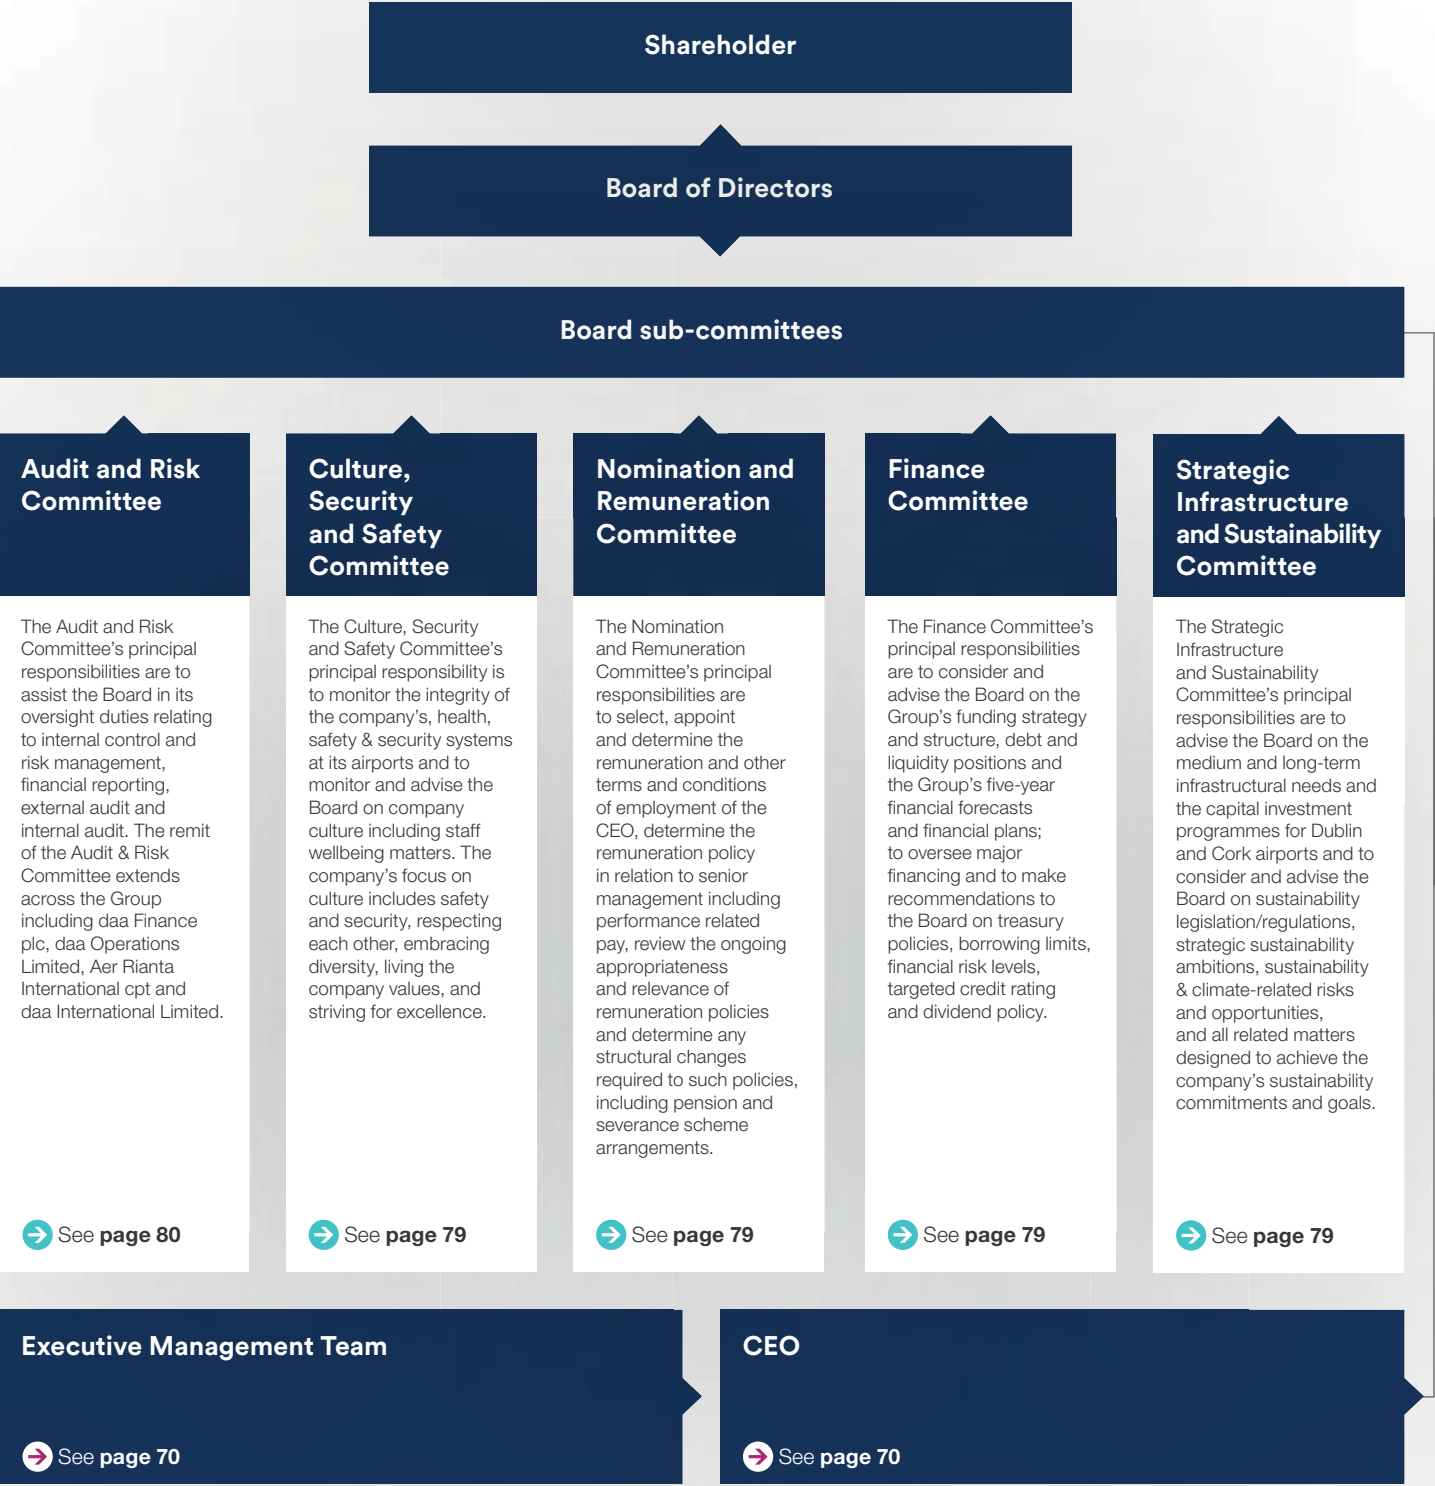 Shareholder
Board of Directors
Board sub-committees
Audit and Risk
Committee
The Audit and Risk
Committee's principal
responsibilities are to
assist the Board in its
oversight duties relating
to internal control and
risk management,
financial reporting,
external audit and
internal audit. The remit
of the Audit & Risk
Committee extends
across the Group
including daa Finance
plc, daa Operations
Limited, Aer Rianta
International cpt and
daa International Limited.
See page 80
Culture,
Security
and Safety
Committee
The Culture, Security
and Safety Committee's
principal responsibility is
to monitor the integrity of
the company's, health,
safety & security systems
at its airports and to
monitor and advise the
Board on company
culture including staff
wellbeing matters. The
company's focus on
culture includes safety
and security, respecting
each other, embracing
diversity, living the
company values, and
striving for excellence.
See page 79
Nomination and
Remuneration
Committee
The Nomination
and Remuneration
Committee's principal
responsibilities are
to select, appoint
and determine the
remuneration and other
terms and conditions
of employment of the
CEO, determine the
remuneration policy
in relation to senior
management including
performance related
pay, review the ongoing
appropriateness
and relevance of
remuneration policies
and determine any
structural changes
required to such policies,
including pension and
severance scheme
arrangements.
See page 79
Finance
Committee
The Finance Committee's
principal responsibilities
are to consider and
advise the Board on the
Group's funding strategy
and structure, debt and
liquidity positions and
the Group's five-year
financial forecasts
and financial plans;
to oversee major
financing and to make
recommendations to
the Board on treasury
policies, borrowing limits,
financial risk levels,
targeted credit rating
and dividend policy.
See page 79
Strategic
Infrastructure
and Sustainability
Committee
The Strategic
Infrastructure
and Sustainability
Committee's principal
responsibilities are to
advise the Board on the
medium and long-term
infrastructural needs and
the capital investment
programmes for Dublin
and Cork airports and to
consider and advise the
Board on sustainability
legislation/regulations,
strategic sustainability
ambitions, sustainability
& climate-related risks
and opportunities,
and all related matters
designed to achieve the
company's sustainability
commitments and goals.
See page 79
Executive Management Team
See page 70
CEO
See page 70